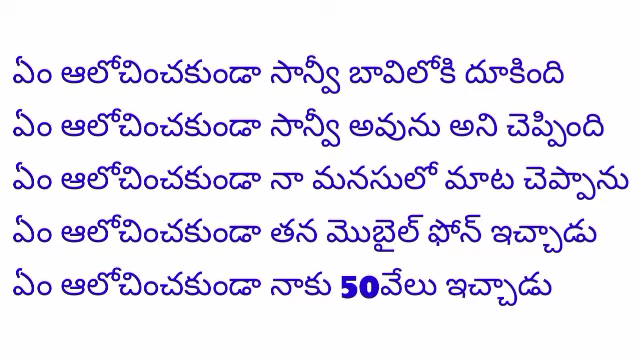 ఏం ఆలోచించకుండా సాన్వీ బావిలోకి దూకింది
ఏం ఆలోచించకుండా సాన్వీ అవును అని చెప్పింది
ఏం ఆలోచించకుండా నా మనసులో మాట చెప్పాను
ఏం ఆలోచించకుండా తన మొబైల్ ఫోన్ ఇచ్చాడు
ఏం ఆలోచించకుండా నాకు 50వేలు ఇచ్చాడు